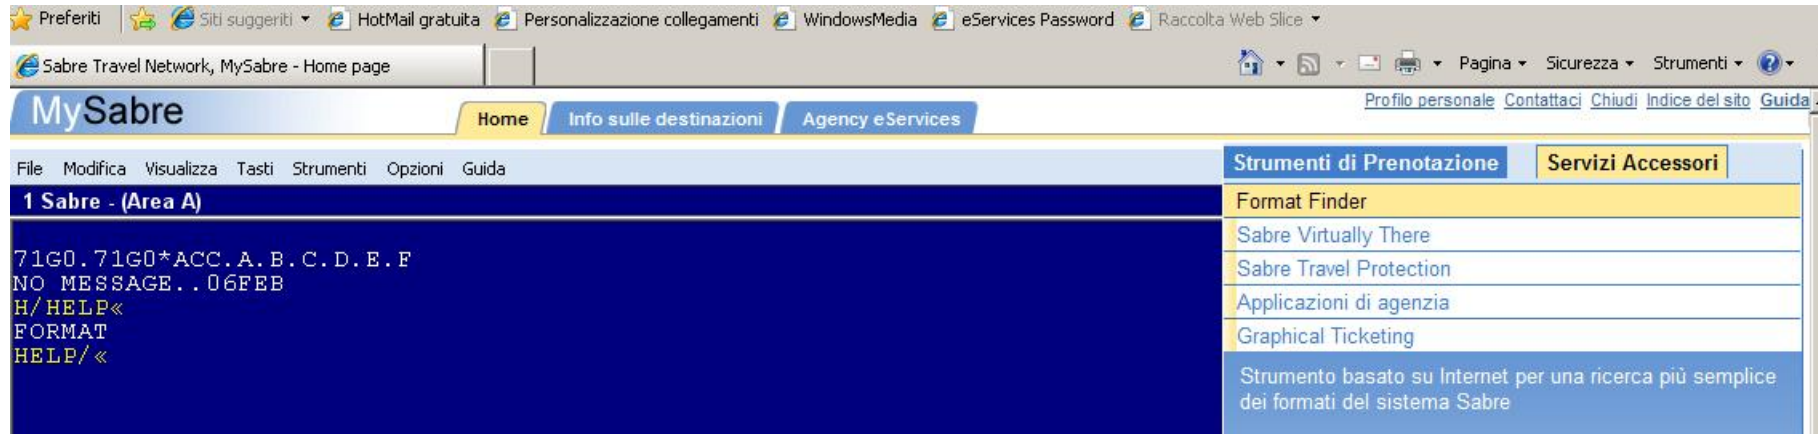 Preferiti Siti suggeriti HotMail gratuita Personalizzazione collegamenti WindowsMedia eServices Password Raccolta Web Slice
Sabre Travel Network, MySabre - Home page Pagina Sicurezza Strumenti
MySabre Home Info sulle destinazioni Agency eServices Profilo personale Contattaci Chiudi Indice del sito Guida
File Modifica Visualizza Tasti Strumenti Opzioni Guida
1 Sabre - (Area A)
71G0.71G0*ACC.A.B.C.D.E.F
NO MESSAGE..06FEB
H/HELP«
FORMAT
HELP/«
Strumenti di Prenotazione Servizi Accessori
Format Finder
Sabre Virtually There
Sabre Travel Protection
Applicazioni di agenzia
Graphical Ticketing
Strumento basato su Internet per una ricerca più semplice
dei formati del sistema Sabre